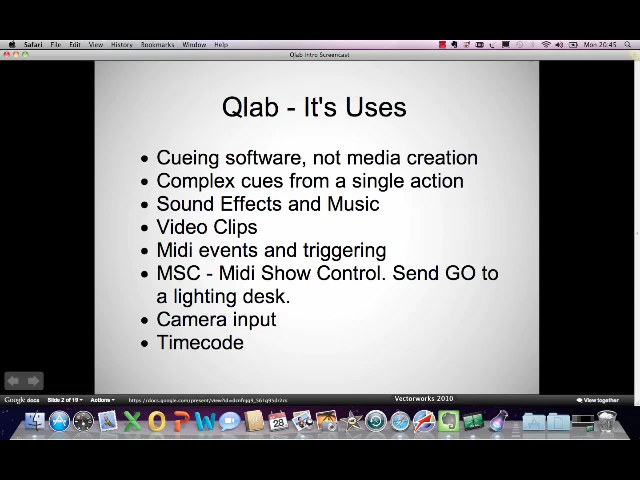 Safari File Edit View History Bookmarks Window Help Mon 20:45
Qlab Intro Screencast
Qlab - It's Uses
• Cueing software, not media creation
• Complex cues from a single action
• Sound Effects and Music
• Video Clips
• Midi events and triggering
• MSC - Midi Show Control. Send GO to
a lighting desk.
• Camera input
• Timecode
Google docs Slide 2 of 19 Actions View together
Vectorworks 2010
28